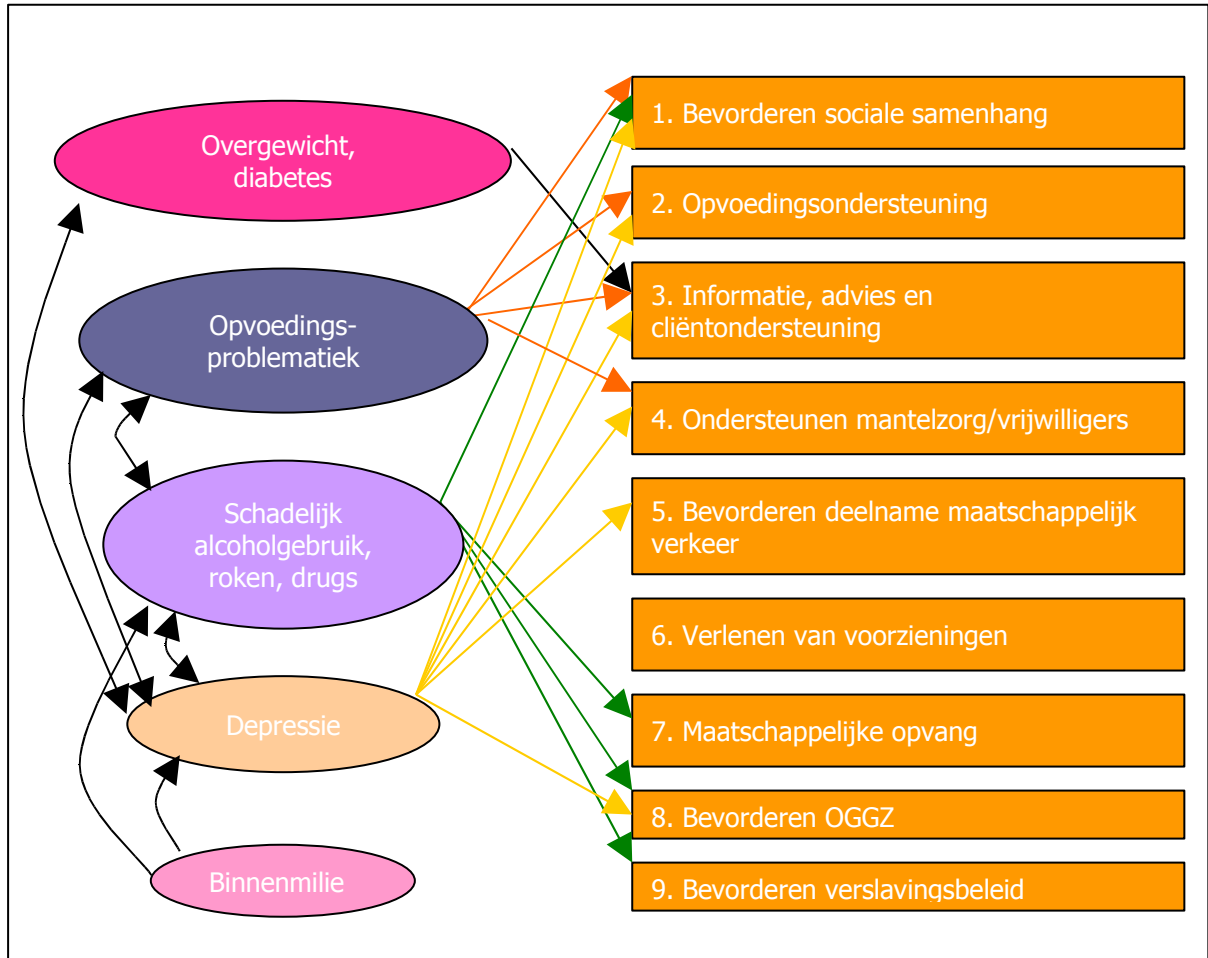 Overgewicht,
diabetes
Opvoedings-
problematiek
Schadelijk
alcoholgebruik,
roken, drugs
Depressie
Binnenmilie
1. Bevorderen sociale samenhang
2. Opvoedingsondersteuning
3. Informatie, advies en
cliëntondersteuning
4. Ondersteunen mantelzorg/vrijwilligers
5. Bevorderen deelname maatschappelijk
verkeer
6. Verlenen van voorzieningen
7. Maatschappelijke opvang
8. Bevorderen OGGZ
9. Bevorderen verslavingsbeleid